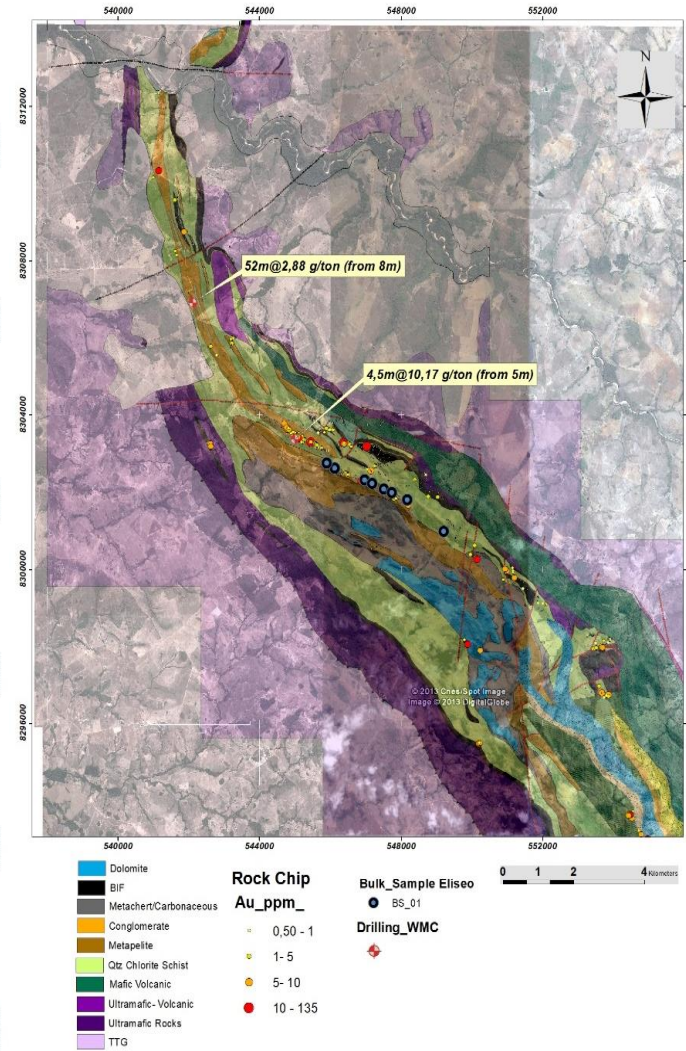 540000 544000 548000 552000
N
8312000
8308000
8304000
8300000
8296000
52m@2,88 g/ton (from 8m)
4,5m@10,17 g/ton (from 5m)
© 2013 Cnes/Spot Image
Image © 2013 DigitalGlobe
540000 544000 548000 552000
Dolomite
BIF
Metachert/Carbonaceous
Conglomerate
Metapelite
Qtz Chlorite Schist
Mafic Volcanic
Ultramafic- Volcanic
Ultramafic Rocks
TTG
Rock Chip
Au_ppm_
0,50 - 1
1- 5
5- 10
10 - 135
Bulk_Sample Eliseo
BS_01
Drilling_WMC
0 1 2 4 Kilometers